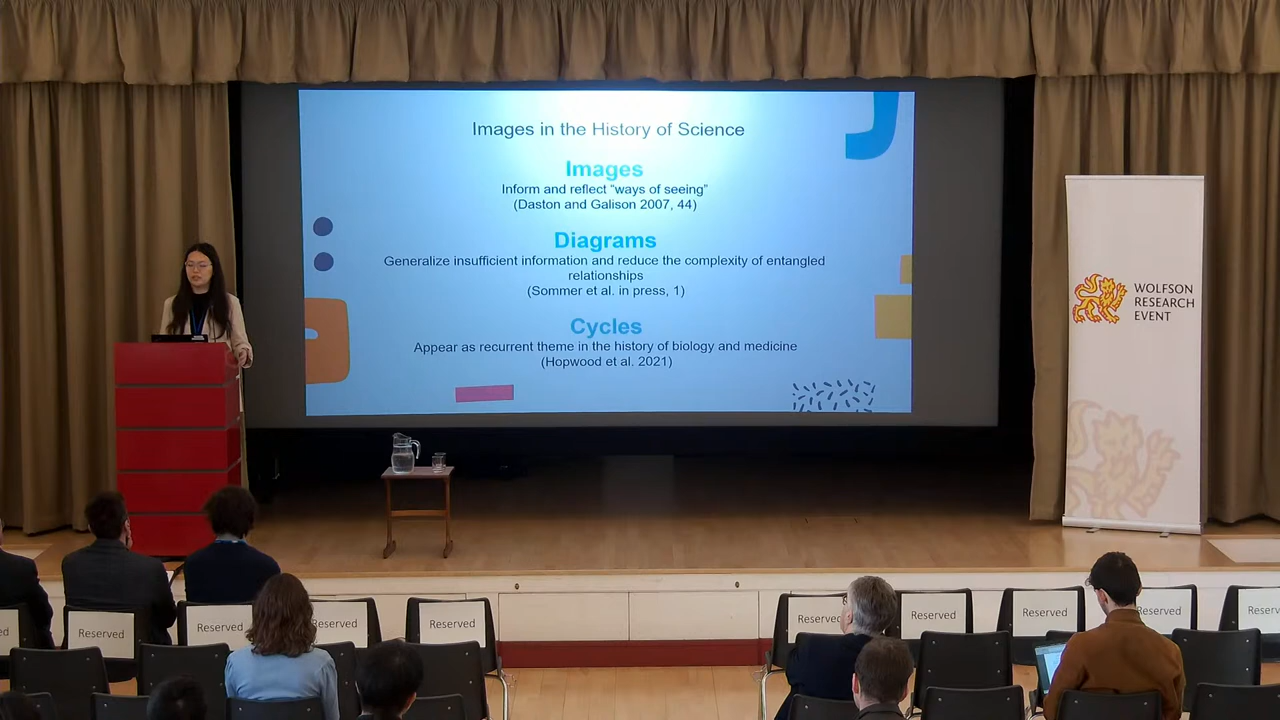 Images in the History of Science
Images
Inform and reflect "ways of seeing"
(Daston and Galison 2007, 44)
Diagrams
Generalize insufficient information and reduce the complexity of entangled
relationships
(Sommer et al. in press, 1)
Cycles
Appear as recurrent theme in the history of biology and medicine
(Hopwood et al. 2021)
WOLFSON
RESEARCH
EVENT
Reserved
Reserved
Reserved
Reserved
Reserved
Reserved
Reserved
Reserved